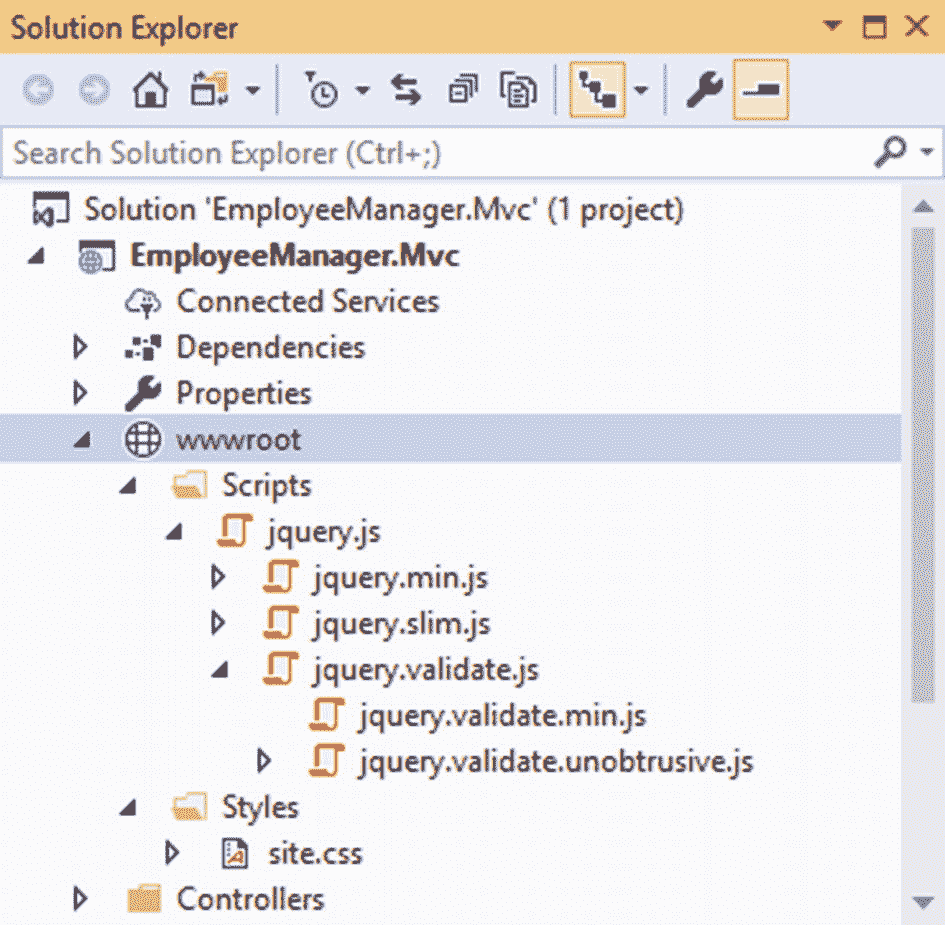 Solution Explorer
Search Solution Explorer (Ctrl+;)
Solution 'EmployeeManager.Mvc' (1 project)
EmployeeManager.Mvc
Connected Services
Dependencies
Properties
wwwroot
Scripts
jquery.js
jquery.min.js
jquery.slim.js
jquery.validate.js
jquery.validate.min.js
jquery.validate.unobtrusive.js
Styles
site.css
Controllers